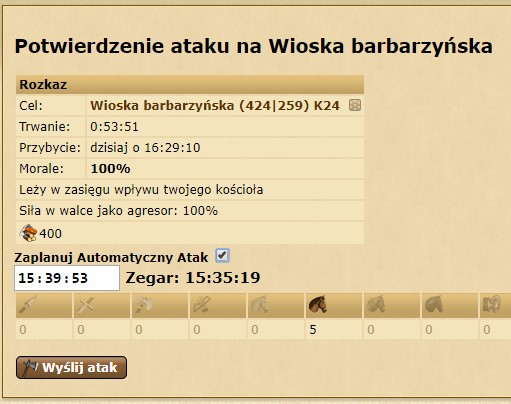 Potwierdzenie ataku na Wioska barbarzyńska
Rozkaz
Cel: Wioska barbarzyńska (424|259) K24
Trwanie: 0:53:51
Przybycie: dzisiaj o 16:29:10
Morale: 100%
Leży w zasięgu wpływu twojego kościoła
Siła w walce jako agresor: 100%
400
Zaplanuj Automatyczny Atak
15:39:53 Zegar: 15:35:19
0 0 0 0 0 5 0 0 0
Wyślij atak